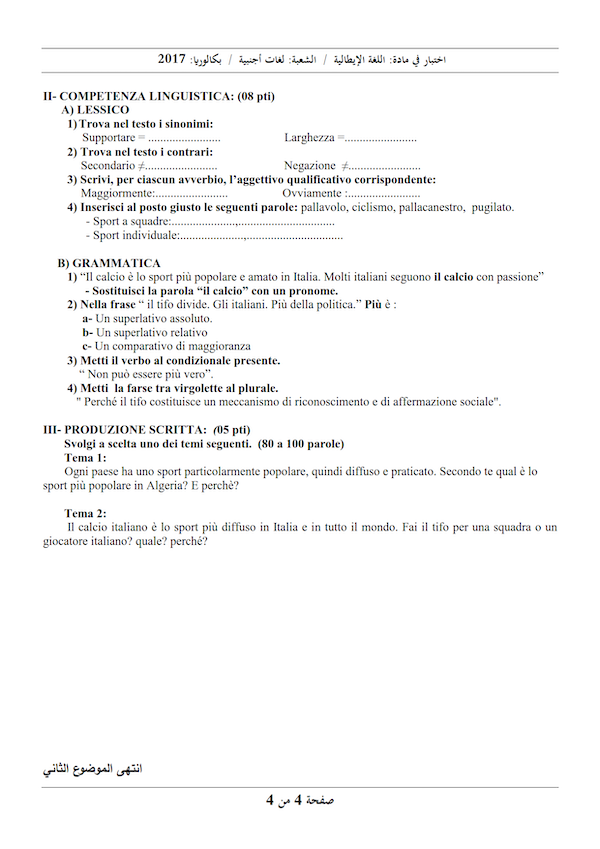 اختبار في مادة: اللغة الإيطالية / الشعبة: لغات أجنبية / بكالوريا: 2017
II- COMPETENZA LINGUISTICA: (08 pti)
A) LESSICO
1) Trova nel testo i sinonimi:
Supportare = ........................ Larghezza =........................
2) Trova nel testo i contrari:
Secondario ≠........................ Negazione ≠........................
3) Scrivi, per ciascun avverbio, l'aggettivo qualificativo corrispondente:
Maggiormente:........................ Ovviamente :........................
4) Inserisci al posto giusto le seguenti parole: pallavolo, ciclismo, pallacanestro, pugilato.
- Sport a squadre:.....................,................................
- Sport individuale:.....................,................................
B) GRAMMATICA
1) “Il calcio è lo sport più popolare e amato in Italia. Molti italiani seguono il calcio con passione”
- Sostituisci la parola “il calcio” con un pronome.
2) Nella frase “ il tifo divide. Gli italiani. Più della politica.” Più è :
a- Un superlativo assoluto.
b- Un superlativo relativo
c- Un comparativo di maggioranza
3) Metti il verbo al condizionale presente.
“ Non può essere più vero”.
4) Metti la farse tra virgolette al plurale.
" Perché il tifo costituisce un meccanismo di riconoscimento e di affermazione sociale".
III- PRODUZIONE SCRITTA: (05 pti)
Svolgi a scelta uno dei temi seguenti. (80 a 100 parole)
Tema 1:
Ogni paese ha uno sport particolarmente popolare, quindi diffuso e praticato. Secondo te qual è lo
sport più popolare in Algeria? E perchè?
Tema 2:
Il calcio italiano è lo sport più diffuso in Italia e in tutto il mondo. Fai il tifo per una squadra o un
giocatore italiano? quale? perché?
انتهى الموضوع الثاني
صفحة 4 من 4